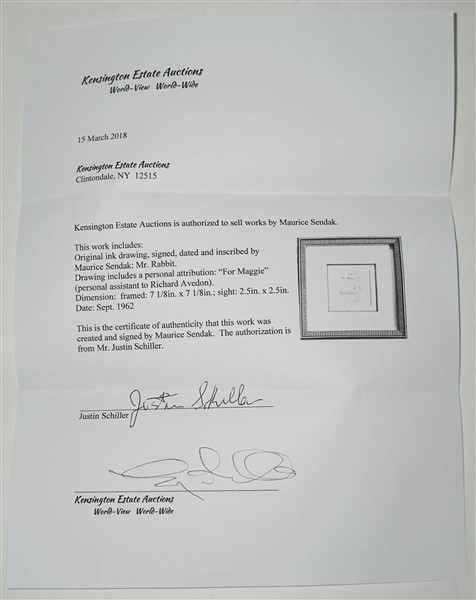 Kensington Estate Auctions
World-View World-Wide
15 March 2018
Kensington Estate Auctions
Clintondale, NY 12515
Kensington Estate Auctions is authorized to sell works by Maurice Sendak.
This work includes:
Original ink drawing, signed, dated and inscribed by
Maurice Sendak: Mr. Rabbit.
Drawing includes a personal attribution: “For Maggie”
(personal assistant to Richard Avedon).
Dimension: framed: 7 1/8in. x 7 1/8in.; sight: 2.5in. x 2.5in.
Date: Sept. 1962
This is the certificate of authenticity that this work was
created and signed by Maurice Sendak. The authorization is
from Mr. Justin Schiller.
Justin Schiller
Justin Schiller
Kensington Estate Auctions
World-View World-Wide